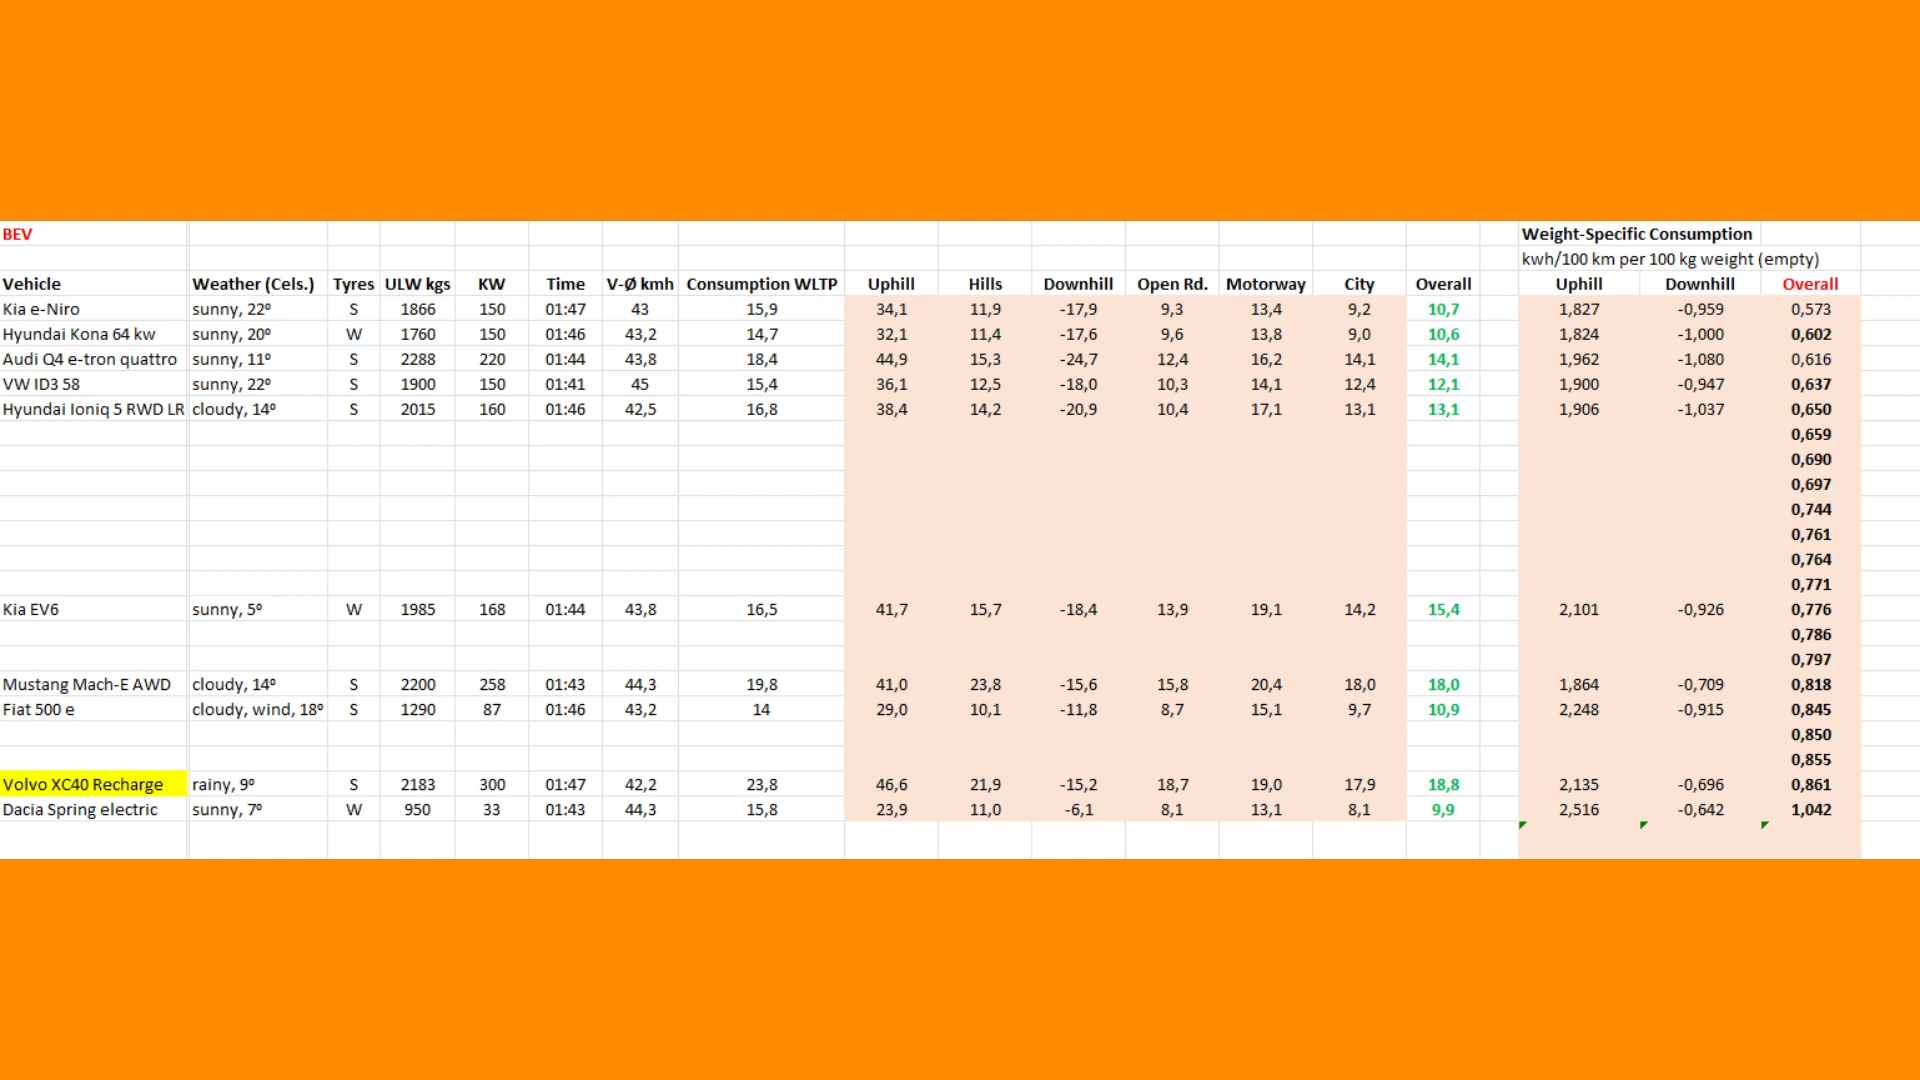 BEV Weight-Specific Consumption
kwh/100 km per 100 kg weight (empty)
Vehicle Weather (Cels.) Tyres ULW kgs KW Time V-Ø kmh Consumption WLTP Uphill Hills Downhill Open Rd. Motorway City Overall Uphill Downhill Overall
Kia e-Niro sunny, 22º S 1866 150 01:47 43 15,9 34,1 11,9 -17,9 9,3 13,4 9,2 10,7 1,827 -0,959 0,573
Hyundai Kona 64 kw sunny, 20º W 1760 150 01:46 43,2 14,7 32,1 11,4 -17,6 9,6 13,8 9,0 10,6 1,824 -1,000 0,602
Audi Q4 e-tron quattro sunny, 11º S 2288 220 01:44 43,8 18,4 44,9 15,3 -24,7 12,4 16,2 14,1 14,1 1,962 -1,080 0,616
VW ID3 58 sunny, 22º S 1900 150 01:41 45 15,4 36,1 12,5 -18,0 10,3 14,1 12,4 12,1 1,900 -0,947 0,637
Hyundai Ioniq 5 RWD LR cloudy, 14º S 2015 160 01:46 42,5 16,8 38,4 14,2 -20,9 10,4 17,1 13,1 13,1 1,906 -1,037 0,650
0,659
0,690
0,697
0,744
0,761
0,764
0,771
Kia EV6 sunny, 5º W 1985 168 01:44 43,8 16,5 41,7 15,7 -18,4 13,9 19,1 14,2 15,4 2,101 -0,926 0,776
0,786
0,797
Mustang Mach-E AWD cloudy, 14º S 2200 258 01:43 44,3 19,8 41,0 23,8 -15,6 15,8 20,4 18,0 18,0 1,864 -0,709 0,818
Fiat 500 e cloudy, wind, 18º S 1290 87 01:46 43,2 14 29,0 10,1 -11,8 8,7 15,1 9,7 10,9 2,248 -0,915 0,845
0,850
0,855
Volvo XC40 Recharge rainy, 9º S 2183 300 01:47 42,2 23,8 46,6 21,9 -15,2 18,7 19,0 17,9 18,8 2,135 -0,696 0,861
Dacia Spring electric sunny, 7º W 950 33 01:43 44,3 15,8 23,9 11,0 -6,1 8,1 13,1 8,1 9,9 2,516 -0,642 1,042